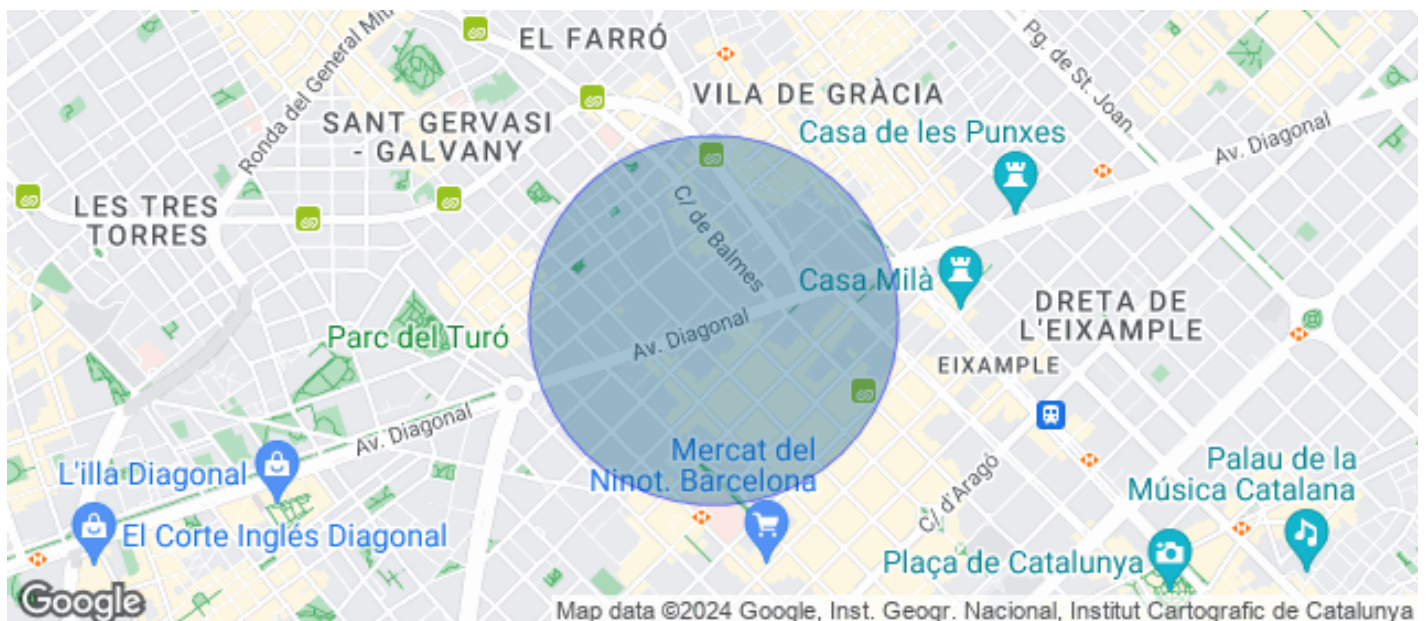 EL FARRÓ
Ronda del General Mit
VILA DE GRÀCIA
Pg. de St. Joan
SANT GERVASI
- GALVANY
Casa de les Punxes
Av. Diagonal
LES TRES
TORRES
C/ de Balmes
Casa Milà
DRETA DE
L'EIXAMPLE
Parc del Turó
Av. Diagonal
EIXAMPLE
Av. Diagonal
L'illa Diagonal
Mercat del
Ninot. Barcelona
C/ d'Aragó
Palau de la
Música Catalana
El Corte Inglés Diagonal
Plaça de Catalunya
Google
Map data ©2024 Google, Inst. Geogr. Nacional, Institut Cartografic de Catalunya